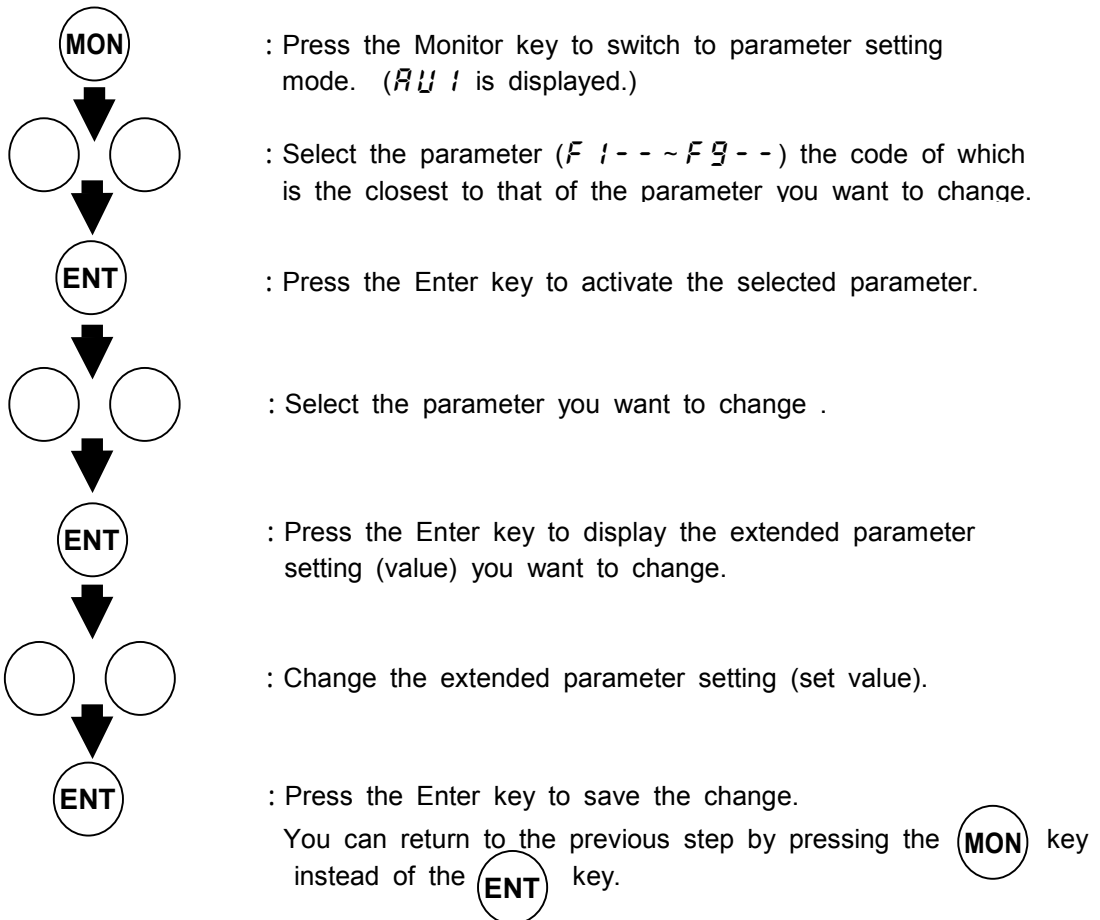 MON
: Press the Monitor key to switch to parameter setting
mode. (AU 1 is displayed.)
: Select the parameter (F 1 - - ~ F 9 - -) the code of which
is the closest to that of the parameter you want to change.
ENT
: Press the Enter key to activate the selected parameter.
: Select the parameter you want to change .
ENT
: Press the Enter key to display the extended parameter
setting (value) you want to change.
: Change the extended parameter setting (set value).
ENT
: Press the Enter key to save the change.
You can return to the previous step by pressing the MON key
instead of the ENT key.